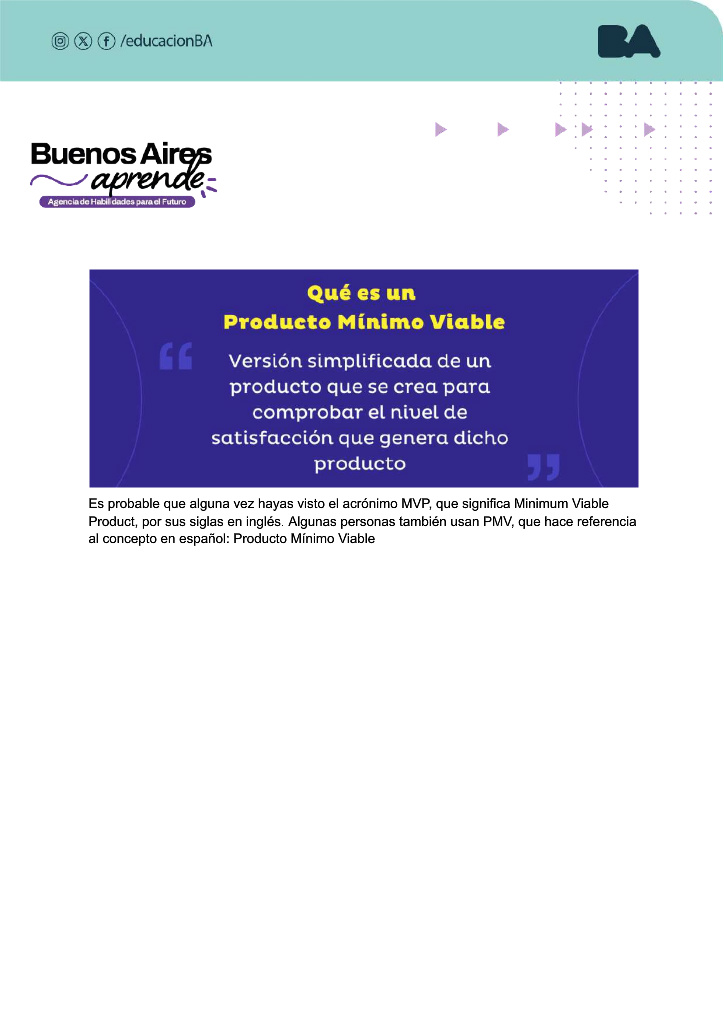 /educacionBA
BA
Buenos Aires
aprende
Agencia de Habilidades para el Futuro
Qué es un
Producto Mínimo Viable
“
Versión simplificada de un
producto que se crea para
comprobar el nivel de
satisfacción que genera dicho
producto
”
Es probable que alguna vez hayas visto el acrónimo MVP, que significa Minimum Viable
Product, por sus siglas en inglés. Algunas personas también usan PMV, que hace referencia
al concepto en español: Producto Mínimo Viable